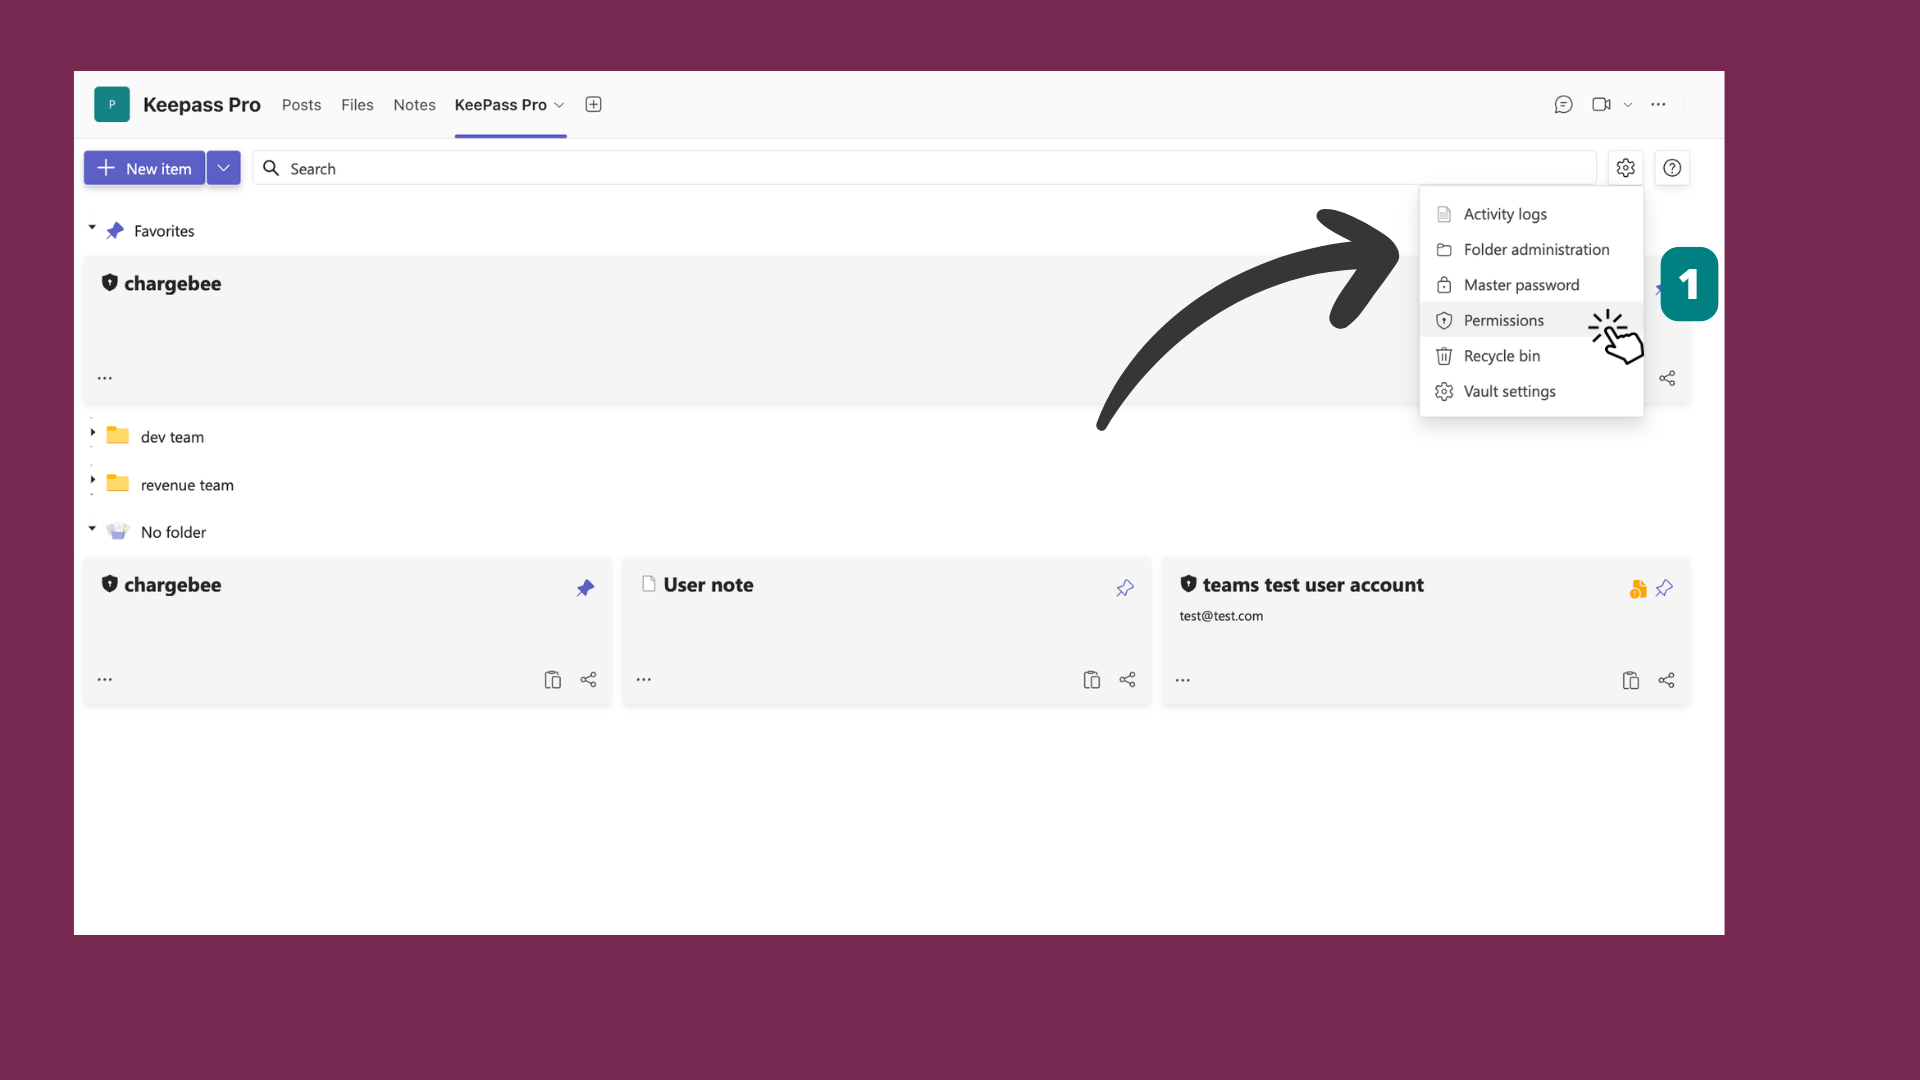 P Keepass Pro Posts Files Notes KeePass Pro
New item Search
Activity logs
Folder administration
Master password
Permissions
Recycle bin
Vault settings
1
Favorites
chargebee
dev team
revenue team
No folder
chargebee
User note
teams test user account
test@test.com